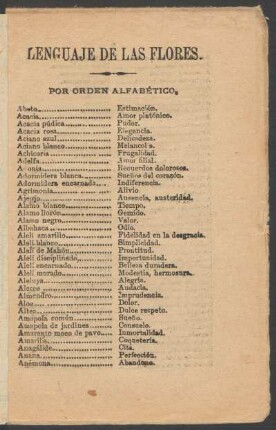 LENGUAJE DE LAS FLORES.
POR ORDEN ALFABÉTICO.
Abeto........ Estimación.
Acacia........ Amor platónico.
Acacia púdica........ Pudor.
Acacia rosa........ Elegancia.
Aciano azul........ Delicadeza.
Aciano blanco........ Melancolía.
Achicoria........ Frugalidad.
Adelfa........ Amor filial.
Adonis........ Recuerdos dolorosos.
Adormidera blanca........ Sueños del corazón.
Adormidera encarnada.... Indiferencia.
Agrimonia........ Alivio
Ajenjo........ Ausencia, austeridad.
Alamo blanco........ Tiempo.
Alamo llorón........ Gemido.
Alamo negro........ Valor.
Albahaca........ Odio.
Alelí amarillo........ Fidelidad en la desgracia.
Alelí blanco........ Simplicidad.
Alelí de Mahón........ Prontitud.
Alelí disciplinado........ Importunidad.
Alelí encarnado........ Belleza duradera.
Alelí morado........ Modestia, hermosura.
Aleluya........ Alegría.
Alerce........ Audacia.
Almendro........ Imprudencia.
Aloe........ Dolor.
Altea........ Dulce respeto.
Amapola común........ Sueño.
Amapola de jardines........ Consuelo.
Amaranto moco de pavo.... Inmortalidad.
Amarilis........ Coquetería.
Anagálide........ Cita.
Anana........ Perfección.
Anémona........ Abandono.